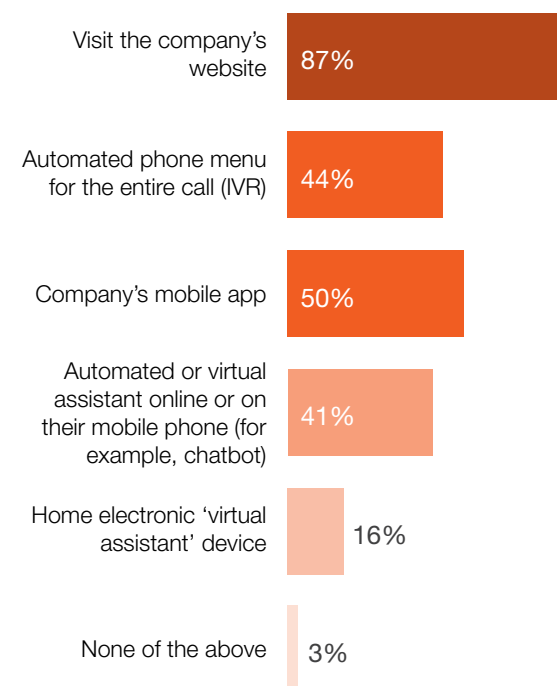 Visit the company’s
website
87%
Automated phone menu
for the entire call (IVR)
44%
Company’s mobile app
50%
Automated or virtual
assistant online or on
their mobile phone (for
example, chatbot)
41%
Home electronic ‘virtual
assistant’ device
16%
None of the above
3%